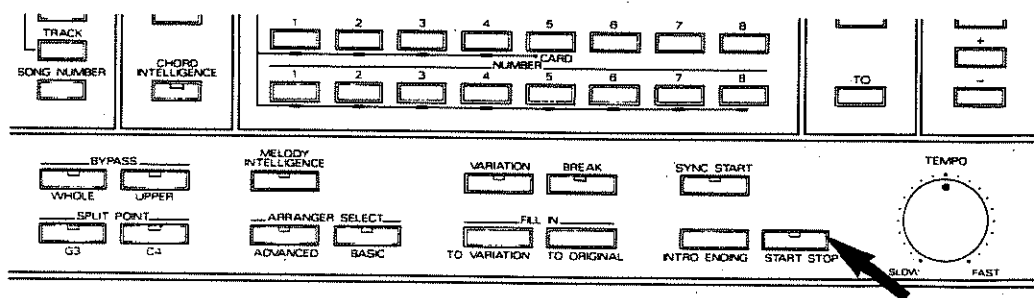 TRACK
SONG NUMBER
CHORD
INTELLIGENCE
1 2 3 4 5 6 7 8
CARD
NUMBER
1 2 3 4 5 6 7 8
TO
+
-
BYPASS
WHOLE UPPER
SPLIT POINT
G3 C4
MELODY
INTELLIGENCE
ARRANGER SELECT
ADVANCED BASIC
VARIATION BREAK
FILL IN
TO VARIATION TO ORIGINAL
SYNC START
INTRO ENDING START STOP
TEMPO
SLOW FAST